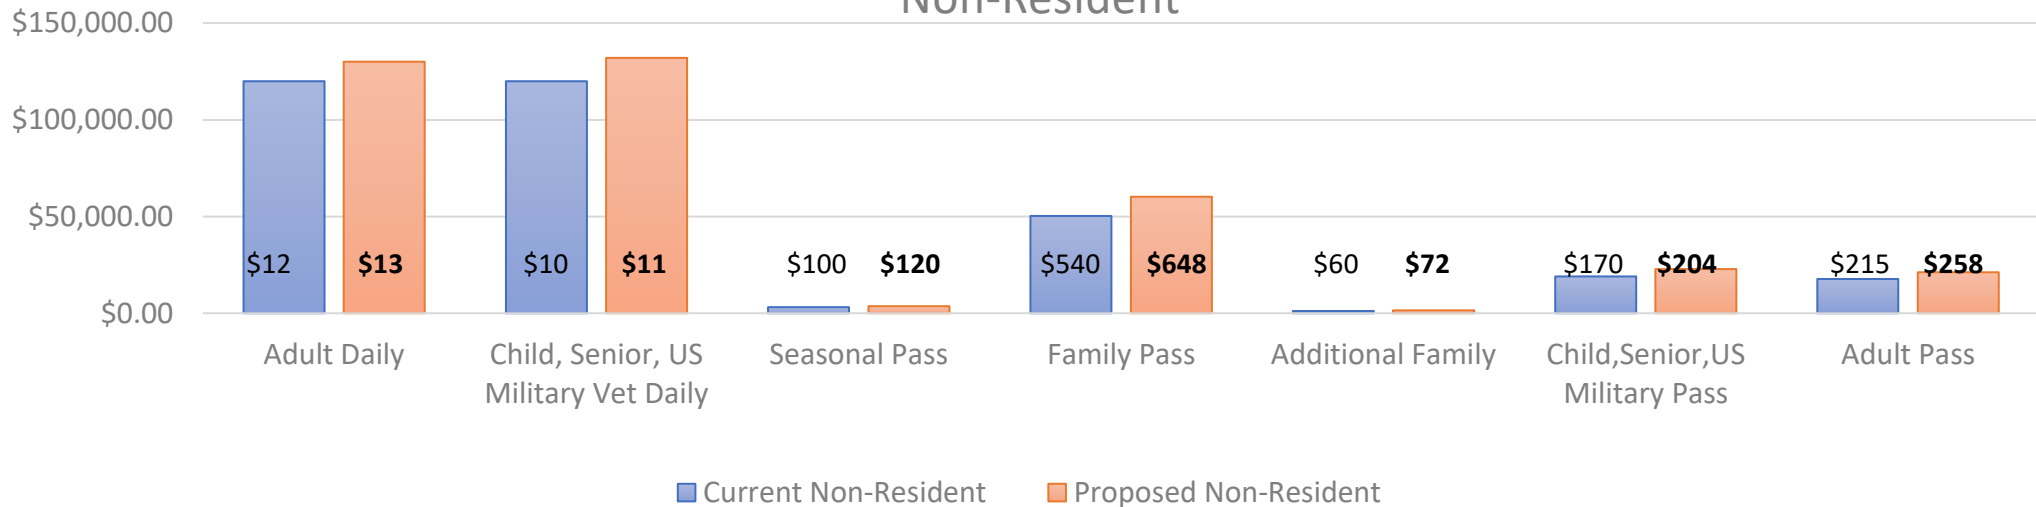 Non-Resident
$150,000.00
$100,000.00
$50,000.00
$0.00
$12 $13 $10 $11 $100 $120 $540 $648 $60 $72 $170 $204 $215 $258
Adult Daily
Child, Senior, US
Military Vet Daily
Seasonal Pass
Family Pass
Additional Family
Child,Senior,US
Military Pass
Adult Pass
Current Non-Resident
Proposed Non-Resident